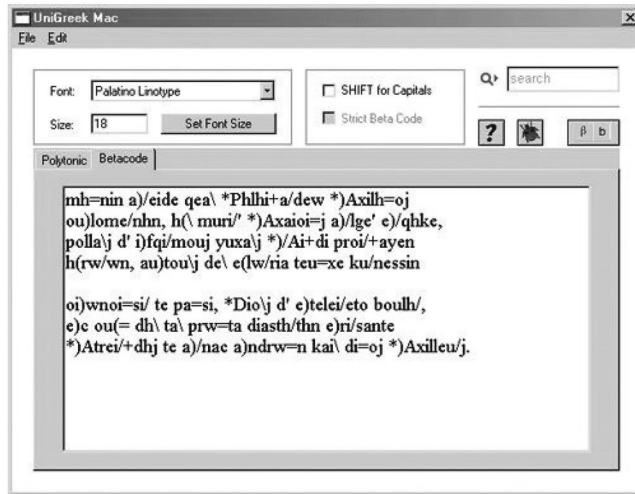 UniGreek Mac
File Edit
Font: Palatino Linotype
Size: 18 Set Font Size
SHIFT for Capitals
Strict Beta Code
search
? β b
Polytonic Betacode
mh=nin a)/eide qea\ *Phlhi+a/dew *)Axilh=oj
ou)lome/nhn, h(\ muri/' *)Axaioi=j a)/lge' e)/qhke,
polla\j d' i)fqi/mouj yuxa\j *)/Ai+di proi/+ayen
h(rw/wn, au)tou\j de\ e(lw/ria teu=xe ku/nessin
oi)wnoi=si/ te pa=si, *Dio\j d' e)telei/eto boulh/,
e)c ou(= dh\ ta\ prw=ta diasth/thn e)ri/sante
*)Atrei/+dhj te a)/nac a)ndrw=n kai\ di=oj *)Axilleu/j.